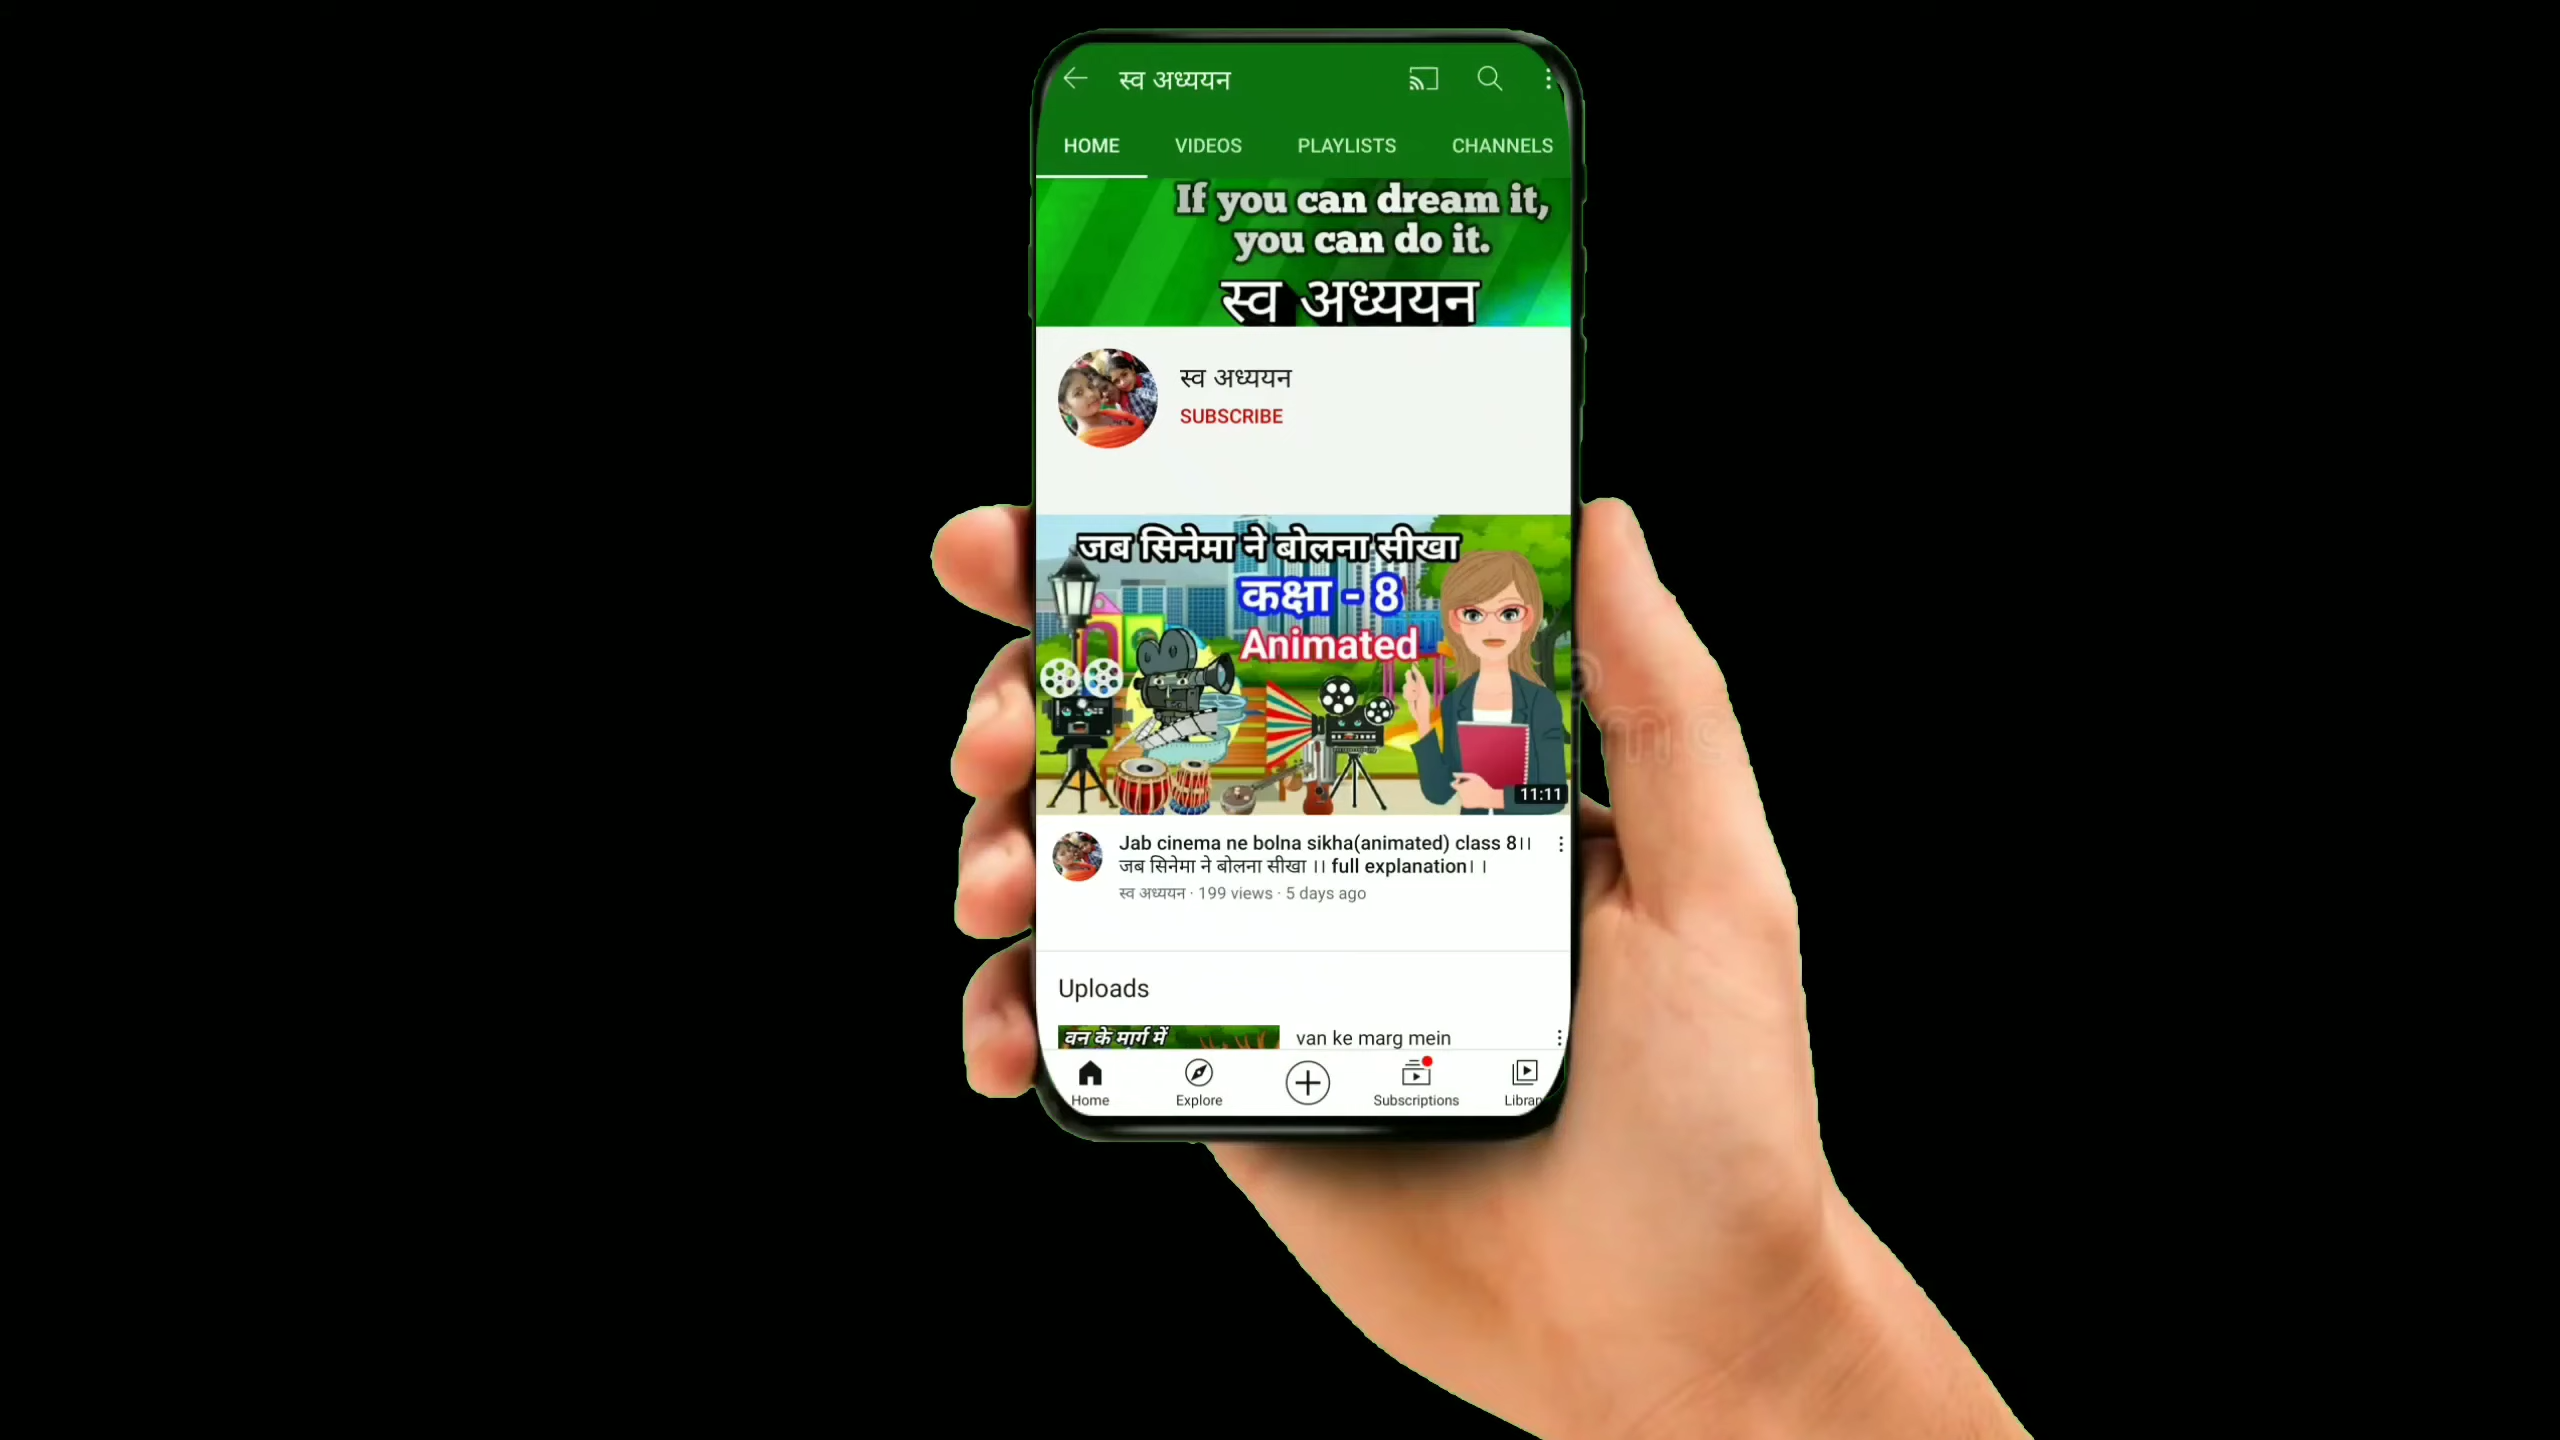 स्व अध्ययन
HOME VIDEOS PLAYLISTS CHANNELS
If you can dream it,
you can do it.
स्व अध्ययन
स्व अध्ययन
SUBSCRIBE
जब सिनेमा ने बोलना सीखा
कक्षा - 8
Animated
11:11
Jab cinema ne bolna sikha(animated) class 8।।
जब सिनेमा ने बोलना सीखा ।। full explanation। ।
स्व अध्ययन · 199 views · 5 days ago
Uploads
वन के मार्ग में
van ke marg mein
Home Explore Subscriptions